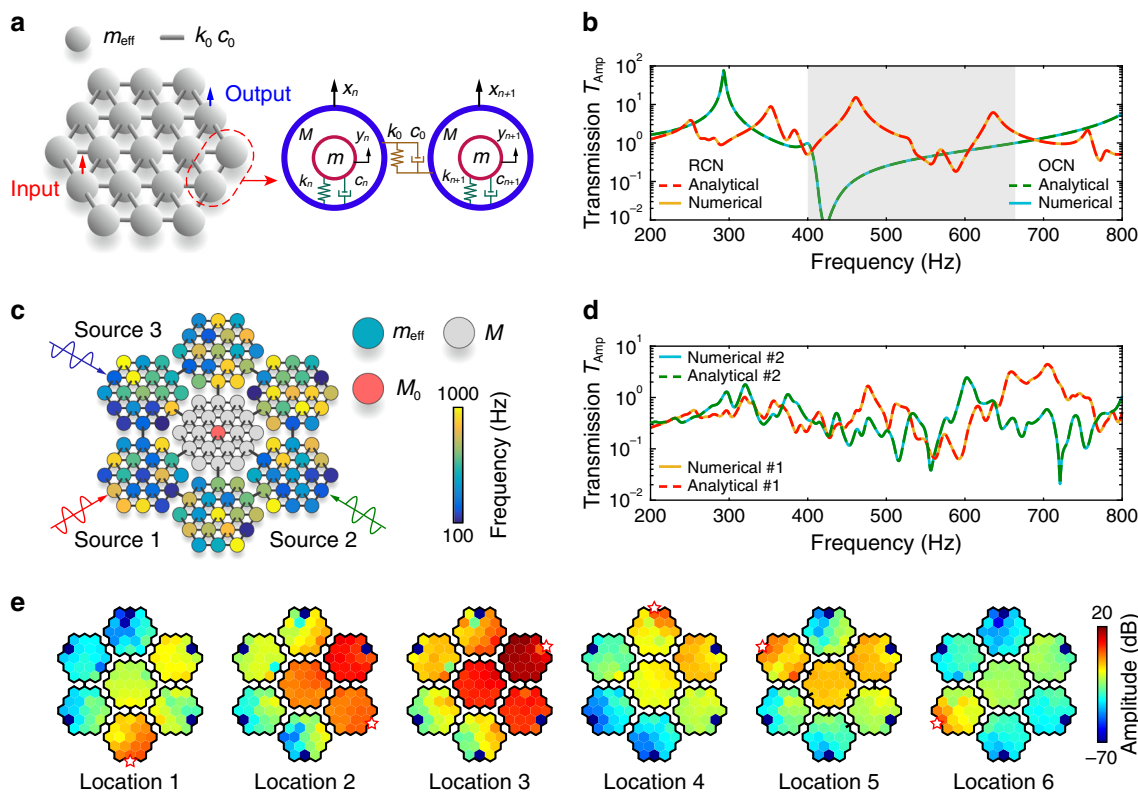 a
m_eff
k_0 c_0
Output
Input
x_n
x_{n+1}
M
y_n
m
k_n
c_n
k_0
c_0
M
y_{n+1}
m
k_{n+1}
c_{n+1}
b
Transmission T_Amp
10^2
10^1
10^0
10^−1
10^−2
RCN
Analytical
Numerical
OCN
Analytical
Numerical
200 300 400 500 600 700 800
Frequency (Hz)
c
Source 3
Source 1
Source 2
m_eff
M
M_0
1000
100
Frequency (Hz)
d
Transmission T_Amp
10^1
10^0
10^−1
10^−2
Numerical #2
Analytical #2
Numerical #1
Analytical #1
200 300 400 500 600 700 800
Frequency (Hz)
e
20
−70
Amplitude (dB)
Location 1 Location 2 Location 3 Location 4 Location 5 Location 6